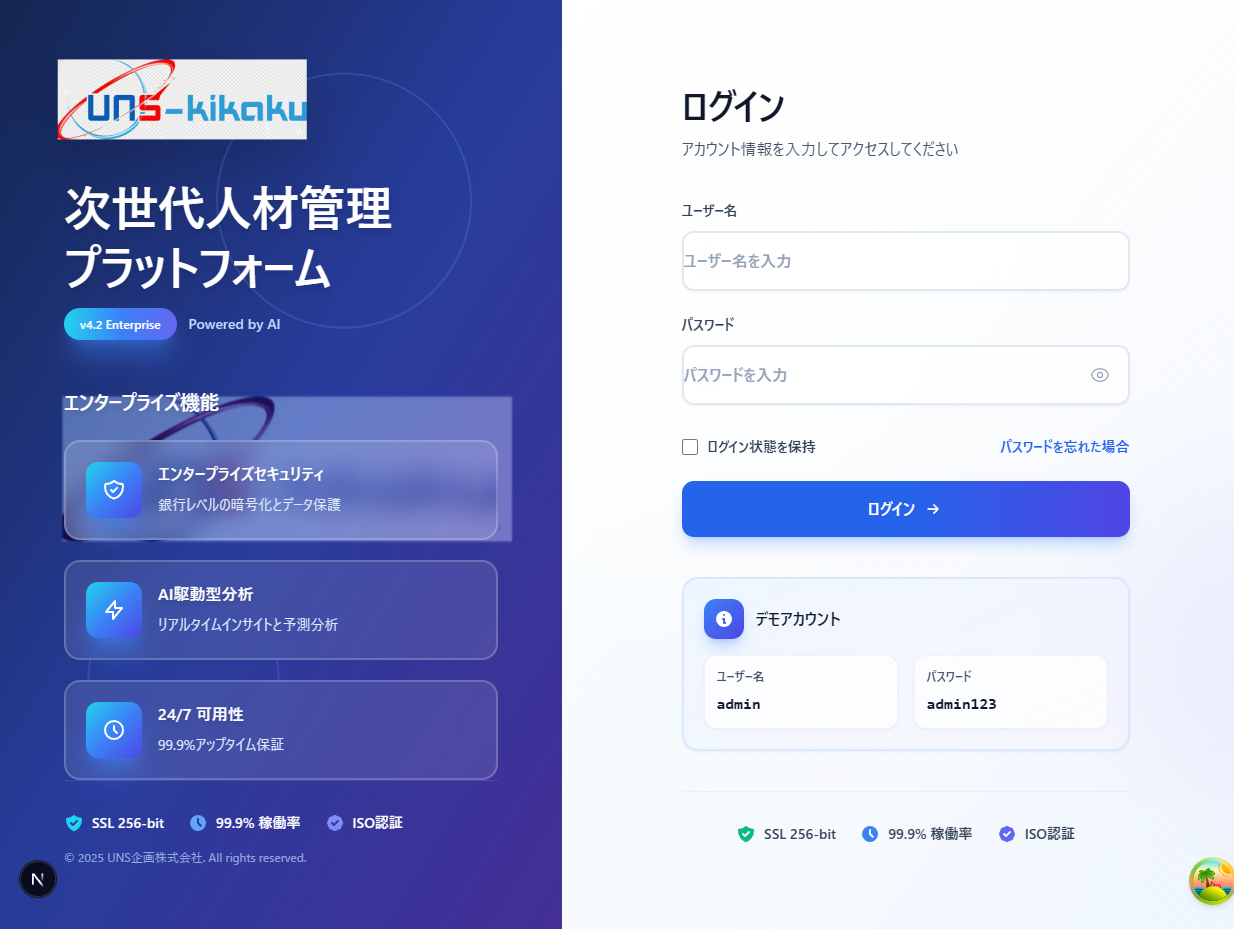 UNS-kikaku
次世代人材管理
プラットフォーム
v4.2 Enterprise
Powered by AI
エンタープライズ機能
エンタープライズセキュリティ
銀行レベルの暗号化とデータ保護
AI駆動型分析
リアルタイムインサイトと予測分析
24/7 可用性
99.9%アップタイム保証
SSL 256-bit
99.9% 稼働率
ISO認証
© 2025 UNS企画株式会社. All rights reserved.
N
ログイン
アカウント情報を入力してアクセスしてください
ユーザー名
ユーザー名を入力
パスワード
パスワードを入力
ログイン状態を保持
パスワードを忘れた場合
ログイン →
デモアカウント
ユーザー名
admin
パスワード
admin123
SSL 256-bit
99.9% 稼働率
ISO認証